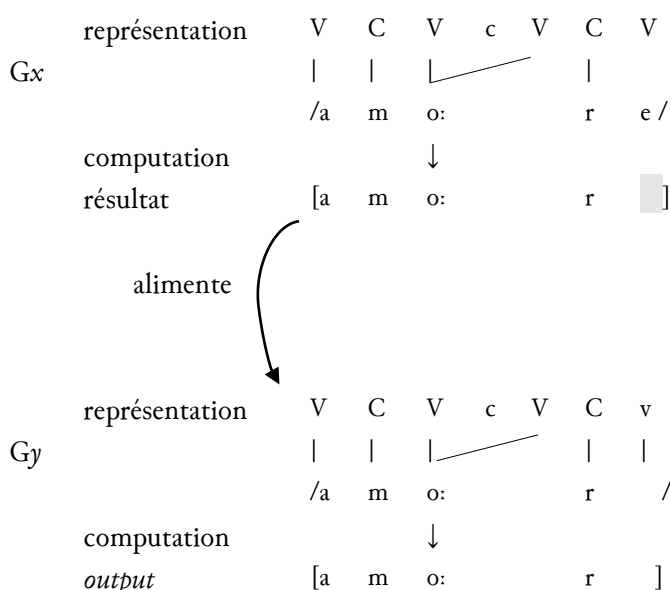 représentation V C V c V C V
Gx
/a m o: r e /
computation ↓
résultat [a m o: r ]
alimente
représentation V C V c V C v
Gy
/a m o: r /
computation ↓
output [a m o: r ]